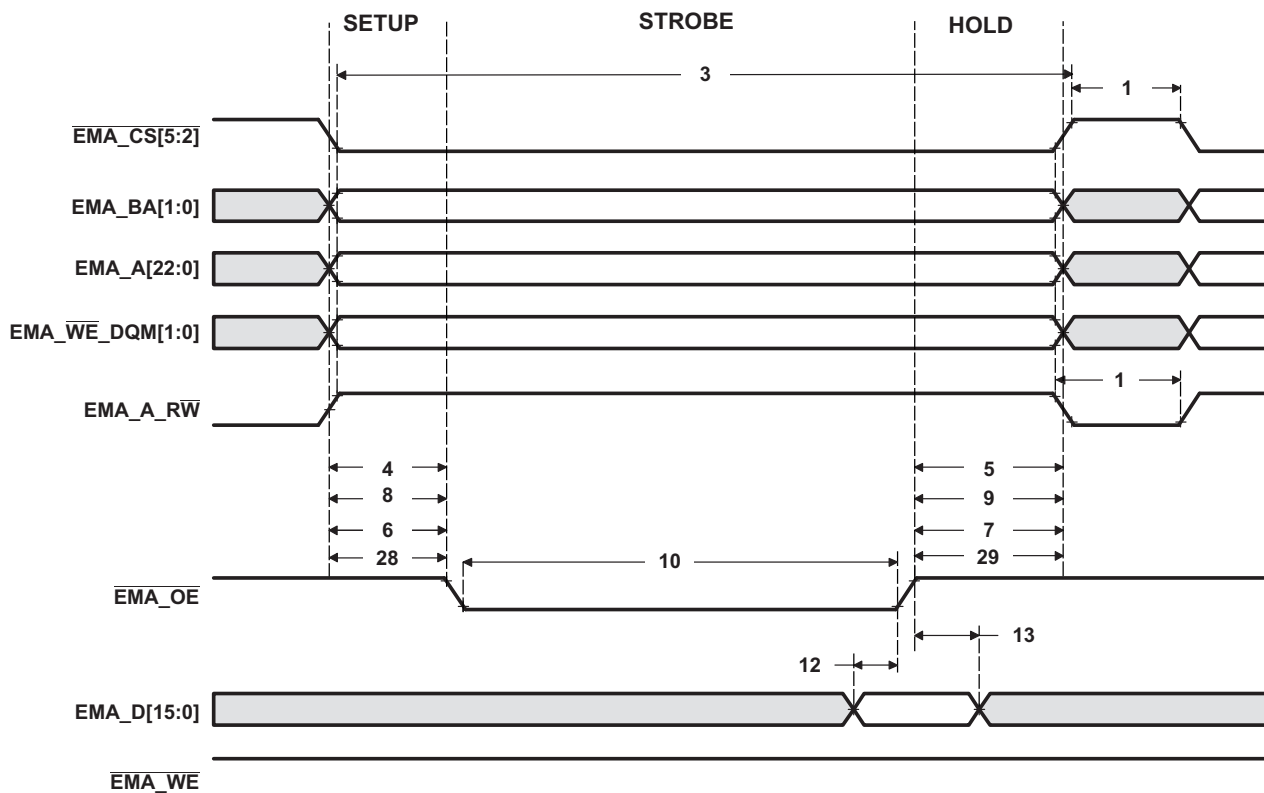 SETUP STROBE HOLD
3
1
EMA_CS[5:2]
EMA_BA[1:0]
EMA_A[22:0]
EMA_WE_DQM[1:0]
1
EMA_A_RW
4 5
8 9
6 7
28 29
10
EMA_OE
13
12
EMA_D[15:0]
EMA_WE